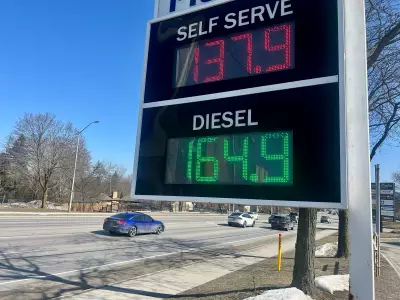 SELF SERVE
137.9
DIESEL
164.9